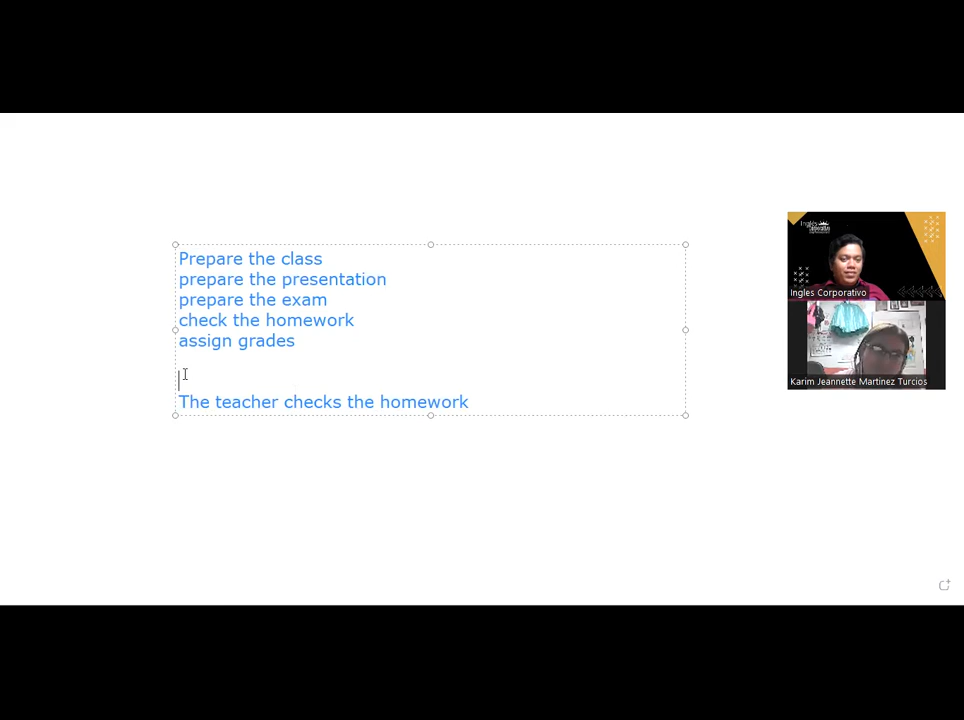 Prepare the class
prepare the presentation
prepare the exam
check the homework
assign grades
The teacher checks the homework
Ingles Corporativo
Karim Jeannette Martinez Turcios